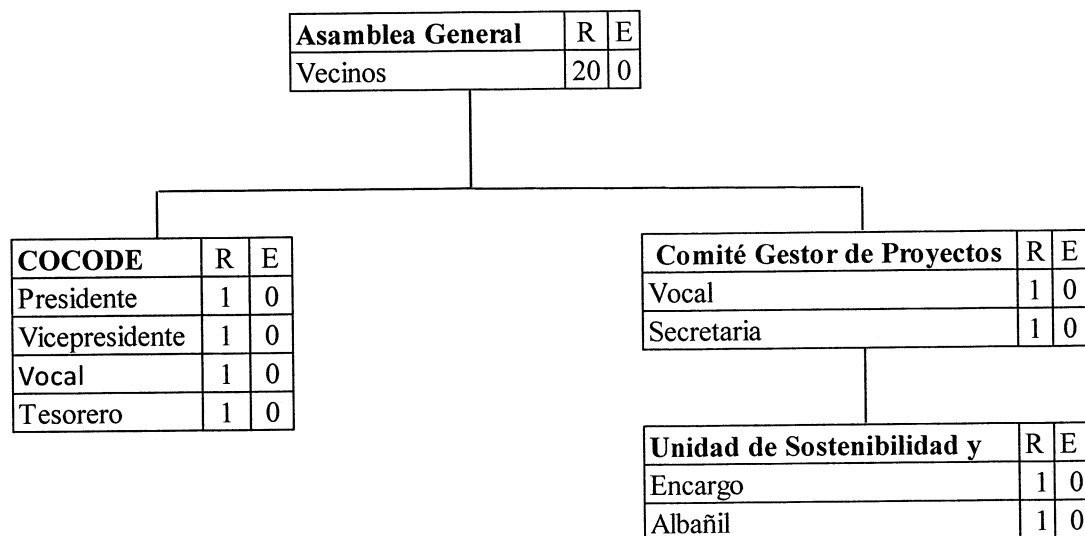 Asamblea General R E
Vecinos 20 0
COCODE R E
Presidente 1 0
Vicepresidente 1 0
Vocal 1 0
Tesorero 1 0
Comité Gestor de Proyectos R E
Vocal 1 0
Secretaria 1 0
Unidad de Sostenibilidad y R E
Encargo 1 0
Albañil 1 0